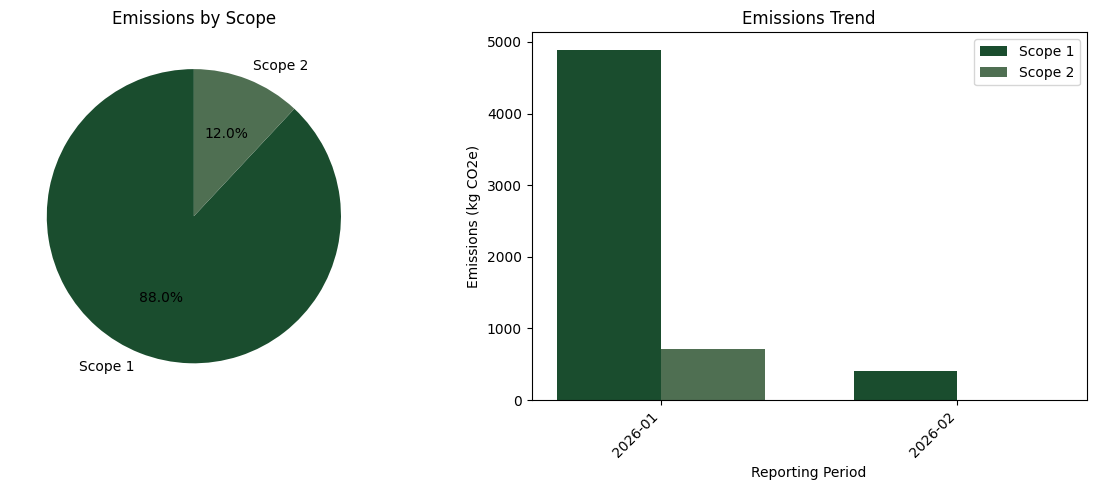 Emissions by Scope
Scope 2
12.0%
88.0%
Scope 1
Emissions Trend
Scope 1
Scope 2
Emissions (kg CO2e)
5000
4000
3000
2000
1000
0
2026-01
2026-02
Reporting Period